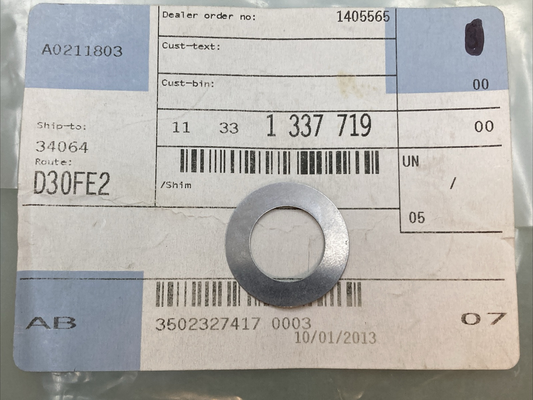 Dealer order no: 1405565
A0211803
Cust-text:
Cust-bin:
00
Ship-to:
11 33 1 337 719 00
34064
Route:
UN
D30FE2
/Shim
/
05
AB
3502327417 0003
07
10/01/2013